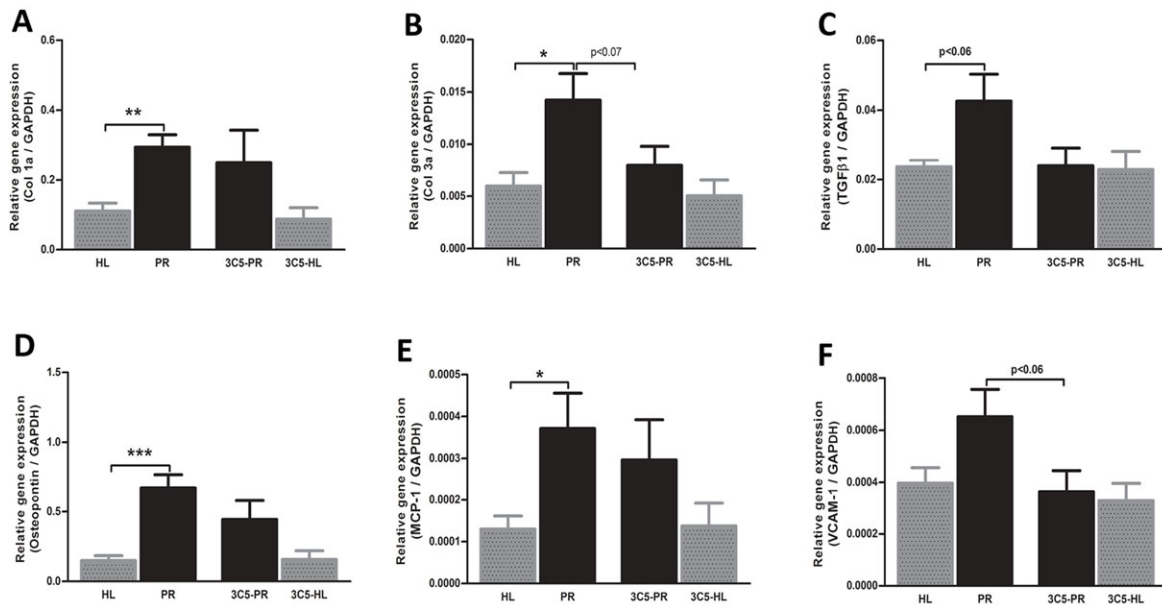 A
Relative gene expression
(Col 1a / GAPDH)
0.6
0.4
0.2
0.0
**
HL PR 3C5-PR 3C5-HL
B
Relative gene expression
(Col 3a / GAPDH)
0.020
0.015
0.010
0.005
0.000
* p<0.07
HL PR 3C5-PR 3C5-HL
C
Relative gene expression
(TGFβ1 / GAPDH)
0.06
0.04
0.02
0.00
p<0.06
HL PR 3C5-PR 3C5-HL
D
Relative gene expression
(Osteopontin / GAPDH)
1.5
1.0
0.5
0.0
***
HL PR 3C5-PR 3C5-HL
E
Relative gene expression
(MCP-1 / GAPDH)
0.0005
0.0004
0.0003
0.0002
0.0001
0.0000
*
HL PR 3C5-PR 3C5-HL
F
Relative gene expression
(VCAM-1 / GAPDH)
0.0008
0.0006
0.0004
0.0002
0.0000
p<0.06
HL PR 3C5-PR 3C5-HL